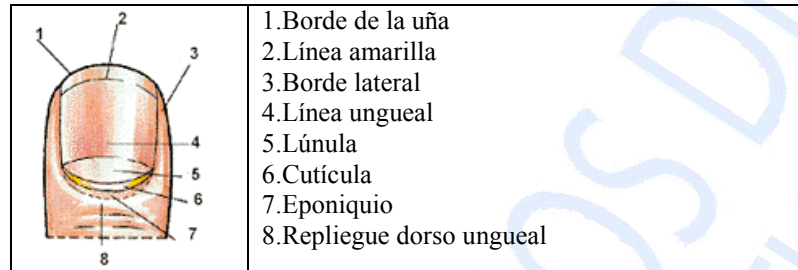 1 2 3 4 5 6 7 8
1.Borde de la uña
2.Línea amarilla
3.Borde lateral
4.Línea ungueal
5.Lúnula
6.Cutícula
7.Eponiquio
8.Repliegue dorso ungueal